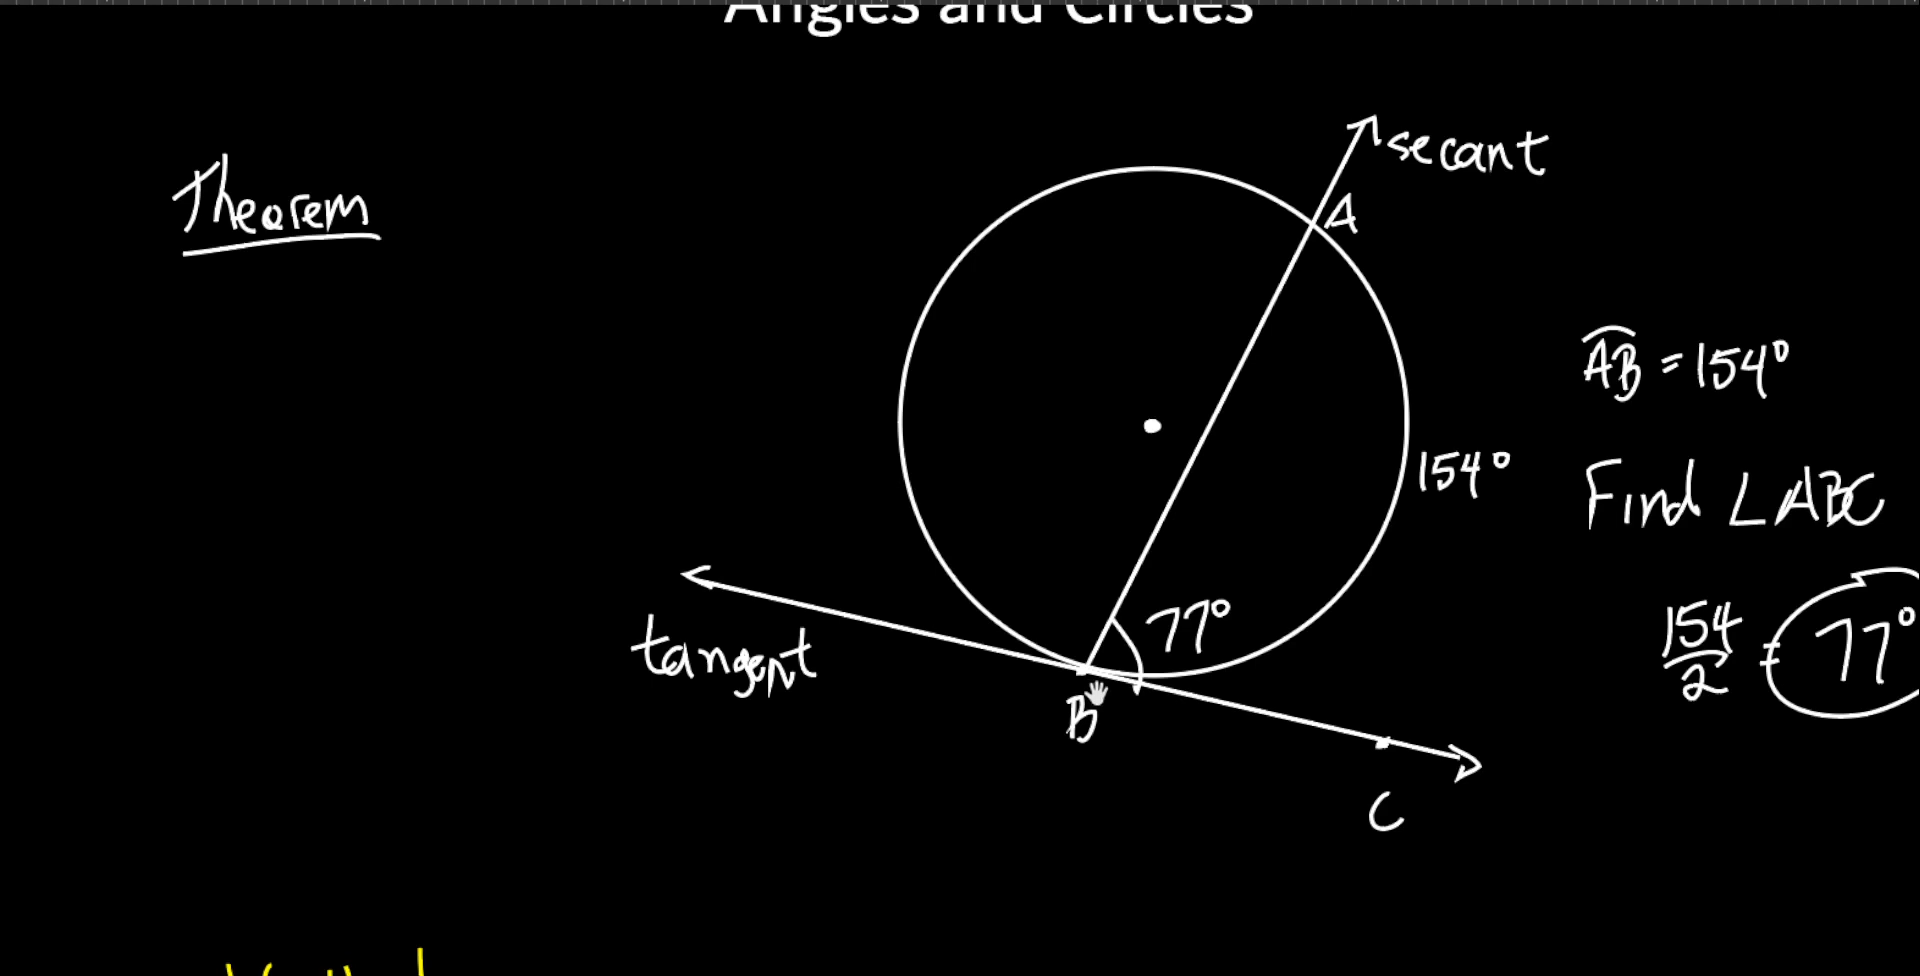 Angles and Circles
Theorem
secant
A
AB = 154°
154°
Find ∠ABC
77°
154/2 = 77°
tangent
B
C